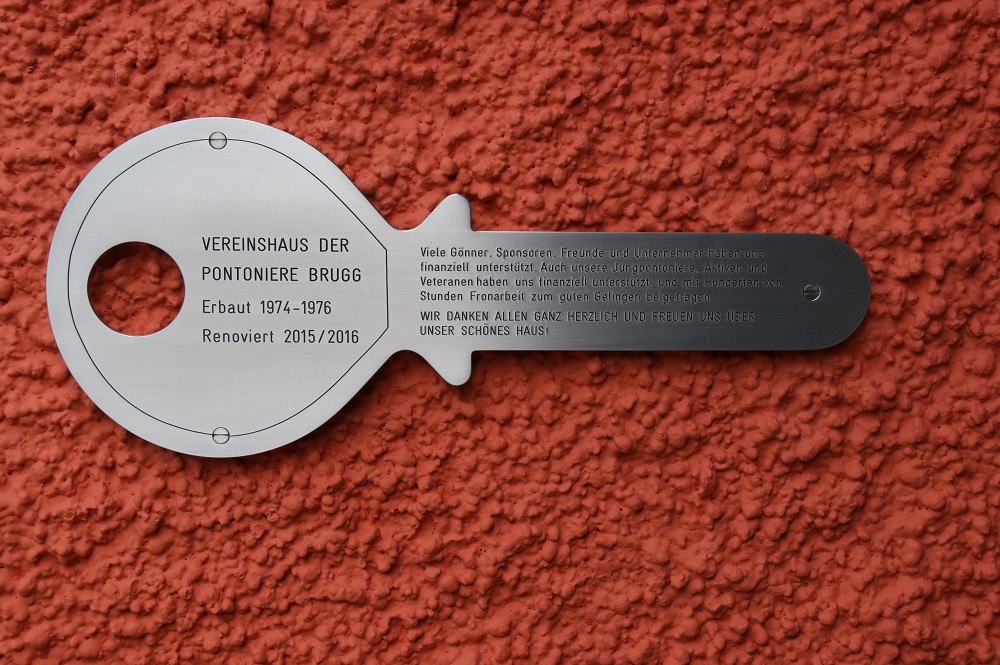 VEREINSHAUS DER
PONTONIERE BRUGG
Erbaut 1974-1976
Renoviert 2015/2016
Viele Gönner, Sponsoren, Freunde und Unternehmer haben uns
finanziell unterstützt. Auch unsere Jungpontoniere, Aktiven und
Veteranen haben uns finanziell unterstützt und mit Hunderten von
Stunden Fronarbeit zum guten Gelingen beigetragen.
WIR DANKEN ALLEN GANZ HERZLICH UND FREUEN UNS ÜBER
UNSER SCHÖNES HAUS!